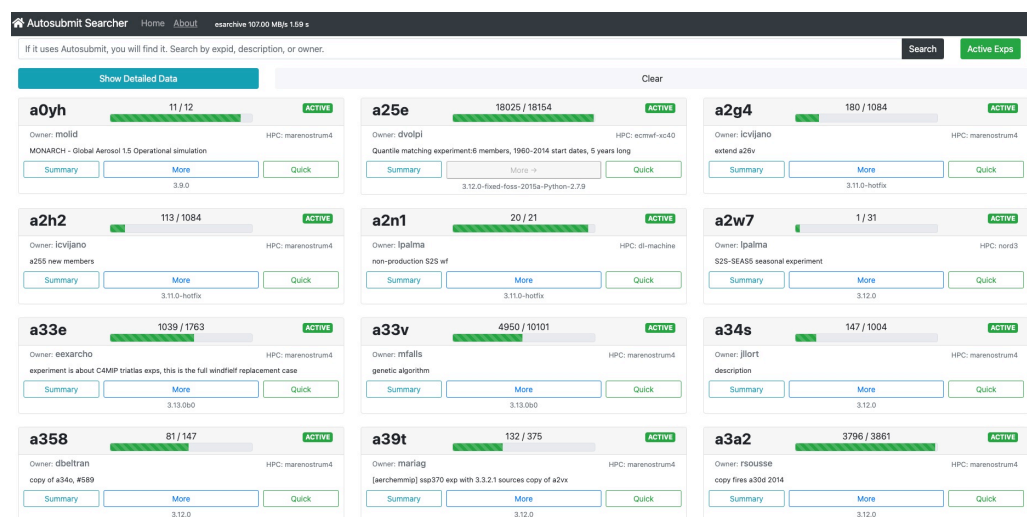 Autosubmit Searcher Home About esarchive 107.00 MB/s 1.59 s
If it uses Autosubmit, you will find it. Search by expid, description, or owner. Search Active Exps
Show Detailed Data Clear
a0yh 11 / 12 ACTIVE
Owner: molid HPC: marenostrum4
MONARCH - Global Aerosol 1.5 Operational simulation
Summary More Quick
3.9.0
a25e 18025 / 18154 ACTIVE
Owner: dvolpi HPC: ecmwf-xc40
Quantile matching experiment:6 members, 1960-2014 start dates, 5 years long
Summary More → Quick
3.12.0-fixed-foss-2015a-Python-2.7.9
a2g4 180 / 1084 ACTIVE
Owner: icvijano HPC: marenostrum4
extend a26v
Summary More Quick
3.11.0-hotfix
a2h2 113 / 1084 ACTIVE
Owner: icvijano HPC: marenostrum4
a255 new members
Summary More Quick
3.11.0-hotfix
a2n1 20 / 21 ACTIVE
Owner: lpalma HPC: dl-machine
non-production S2S wf
Summary More Quick
3.11.0-hotfix
a2w7 1 / 31 ACTIVE
Owner: lpalma HPC: nord3
S2S-SEAS5 seasonal experiment
Summary More Quick
3.12.0
a33e 1039 / 1763 ACTIVE
Owner: eexarcho HPC: marenostrum4
experiment is about C4MIP triatlas exps, this is the full windfielf replacement case
Summary More Quick
3.13.0b0
a33v 4950 / 10101 ACTIVE
Owner: mfalls HPC: marenostrum4
genetic algorithm
Summary More Quick
3.13.0b0
a34s 147 / 1004 ACTIVE
Owner: jllort HPC: marenostrum4
description
Summary More Quick
3.12.0
a358 81 / 147 ACTIVE
Owner: dbeltran HPC: marenostrum4
copy of a34o, #589
Summary More Quick
3.12.0
a39t 132 / 375 ACTIVE
Owner: mariag HPC: marenostrum4
[aerchemmip] ssp370 exp with 3.3.2.1 sources copy of a2vx
Summary More Quick
3.12.0
a3a2 3796 / 3861 ACTIVE
Owner: rsousse HPC: marenostrum4
copy fires a30d 2014
Summary More Quick
3.12.0